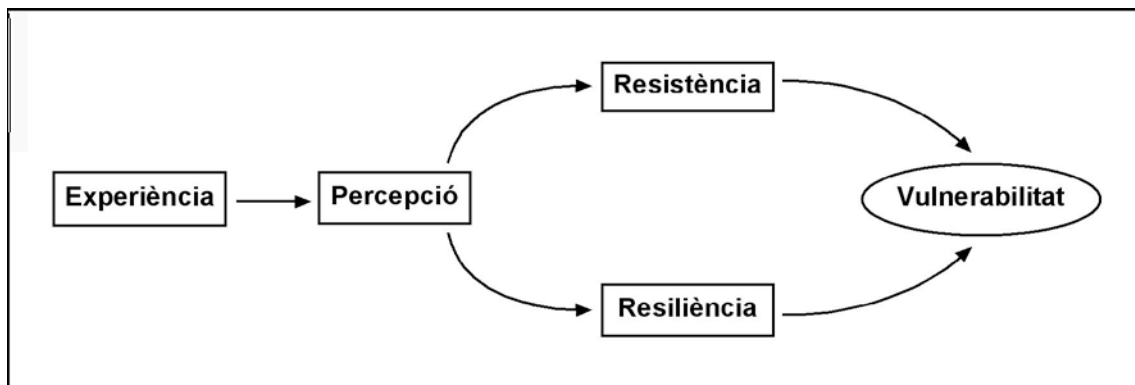 Resistència
Experiència
Percepció
Vulnerabilitat
Resiliència